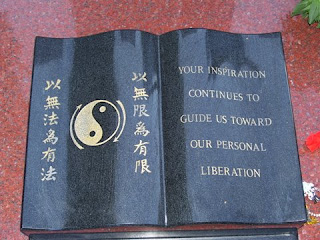 以無法為有法
以無限為有限
YOUR INSPIRATION
CONTINUES TO
GUIDE US TOWARD
OUR PERSONAL
LIBERATION